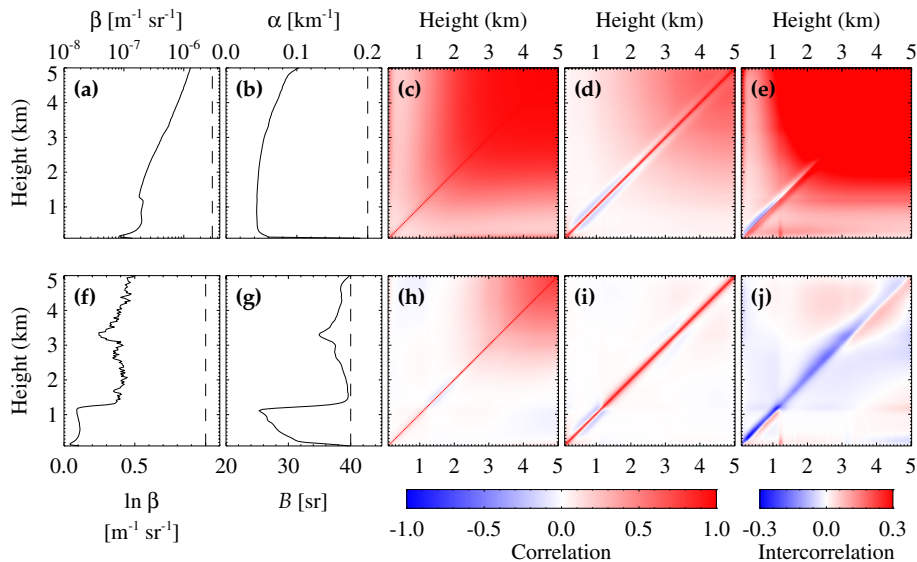 β [m⁻¹ sr⁻¹] α [km⁻¹] Height (km) Height (km) Height (km)
10⁻⁸ 10⁻⁷ 10⁻⁶ 0.0 0.1 0.2 1 2 3 4 5 1 2 3 4 5 1 2 3 4 5
Height (km)
5
4
3
2
1
(a) (b) (c) (d) (e)
Height (km)
5
4
3
2
1
(f) (g) (h) (i) (j)
0.0 0.5 20 30 40 1 2 3 4 5 1 2 3 4 5 1 2 3 4 5
ln β B [sr]
[m⁻¹ sr⁻¹]
-1.0 -0.5 0.0 0.5 1.0 -0.3 0.0 0.3
Correlation Intercorrelation